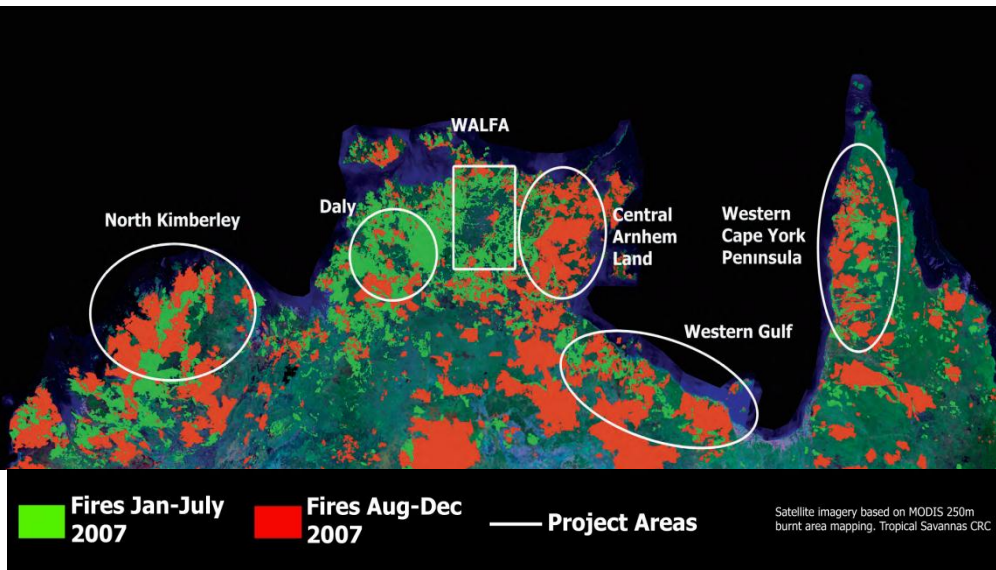 WALFA
Daly
North Kimberley
Central
Arnhem
Land
Western
Cape York
Peninsula
Western Gulf
Fires Jan-July
2007
Fires Aug-Dec
2007
Project Areas
Satellite imagery based on MODIS 250m
burnt area mapping. Tropical Savannas CRC